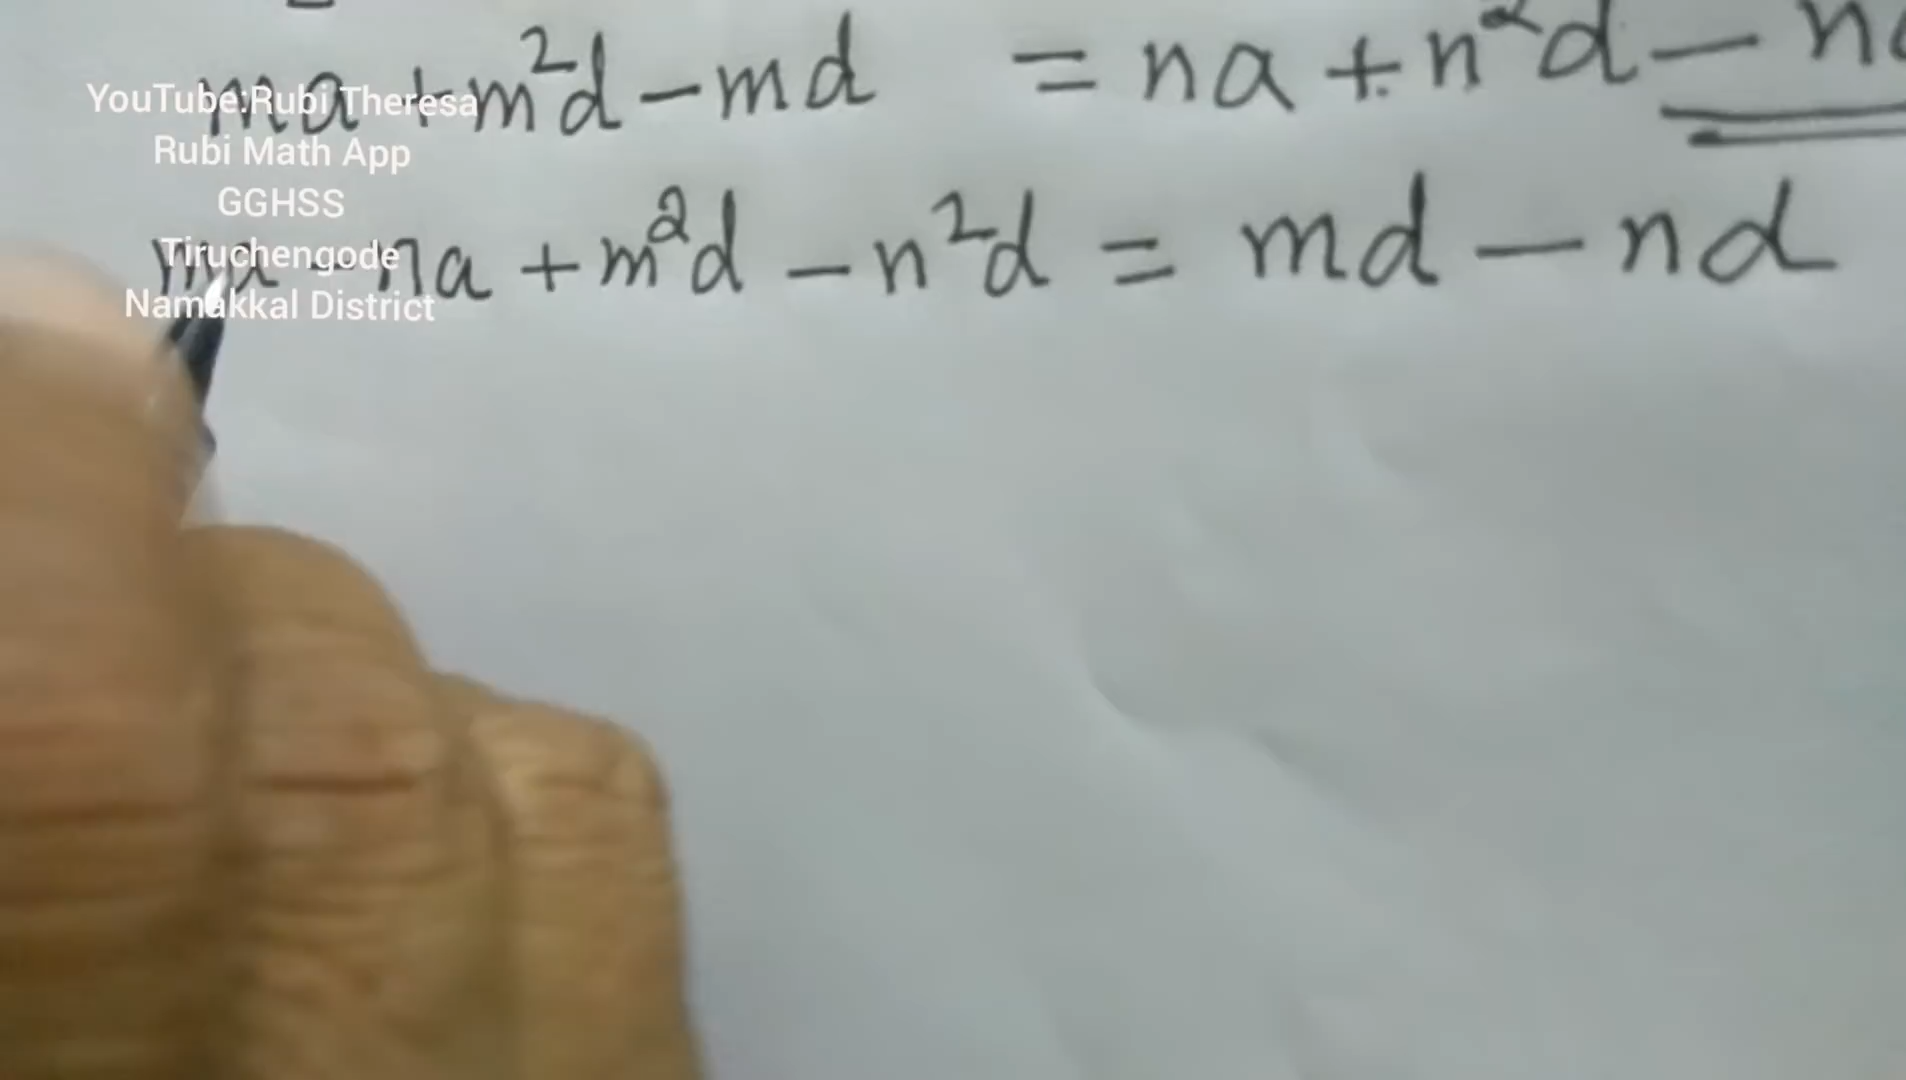 ma + m²d - md = na + n²d - nd
YouTube:Rubi Theresa
Rubi Math App
GGHSS
Tiruchengode
Namakkal District
ma - na + m²d - n²d = md - nd